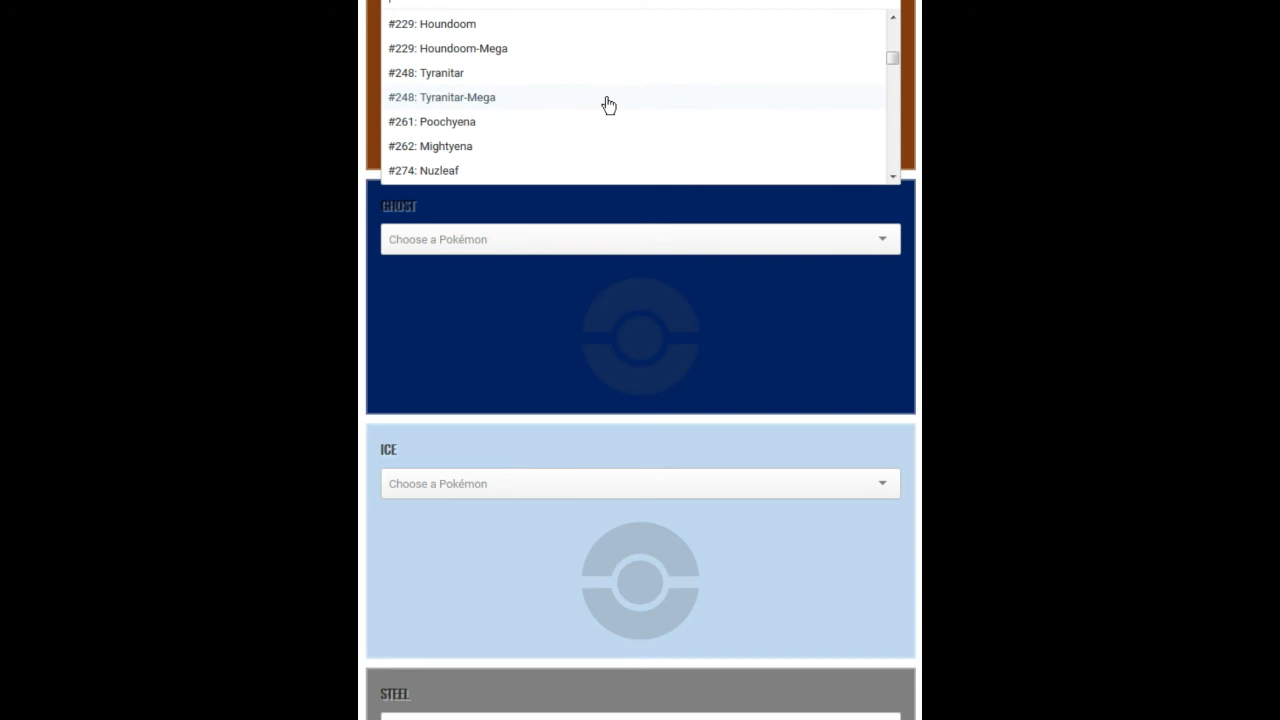 #229: Houndoom
#229: Houndoom-Mega
#248: Tyranitar
#248: Tyranitar-Mega
#261: Poochyena
#262: Mightyena
#274: Nuzleaf
GHOST
Choose a Pokémon
ICE
Choose a Pokémon
STEEL